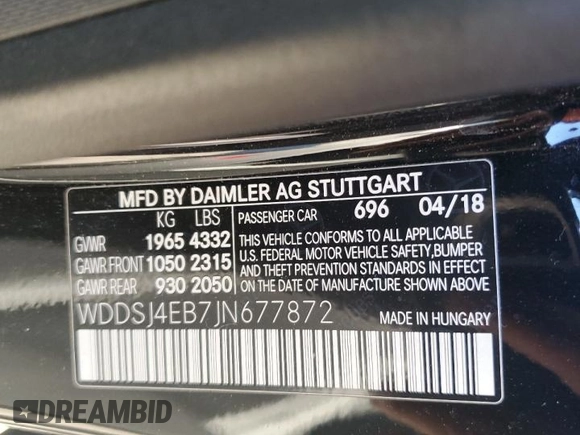 MFD BY DAIMLER AG STUTTGART
KG LBS
GVWR 1965 4332
GAWR FRONT 1050 2315
GAWR REAR 930 2050
PASSENGER CAR 696 04/18
THIS VEHICLE CONFORMS TO ALL APPLICABLE
U.S. FEDERAL MOTOR VEHICLE SAFETY, BUMPER
AND THEFT PREVENTION STANDARDS IN EFFECT
ON THE DATE OF MANUFACTURE SHOWN ABOVE
WDDSJ4EB7JN677872 MADE IN HUNGARY
DREAMBID